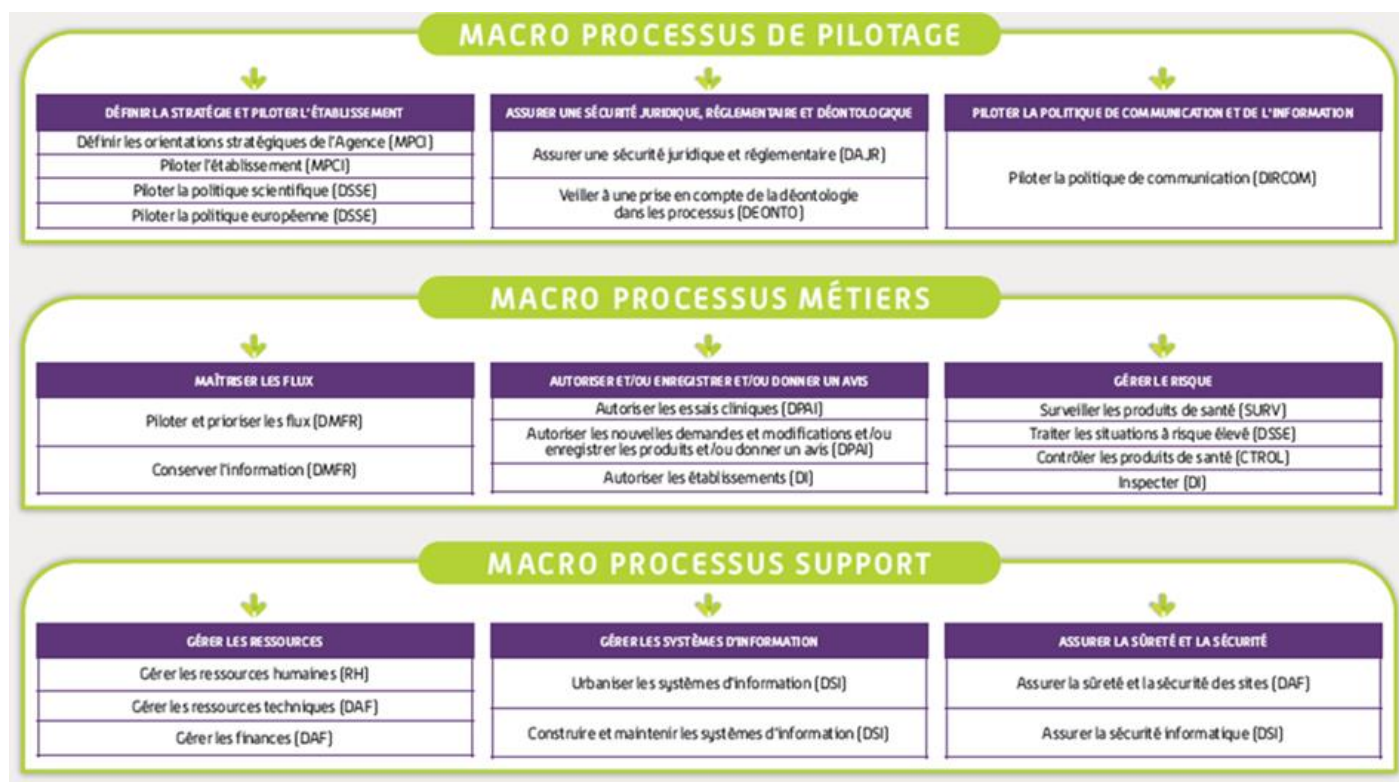 MACRO PROCESSUS DE PILOTAGE
DÉFINIR LA STRATÉGIE ET PILOTER L'ÉTABLISSEMENT
Définir les orientations stratégiques de l'Agence (MPCI)
Piloter l'établissement (MPCI)
Piloter la politique scientifique (DSSE)
Piloter la politique européenne (DSSE)
ASSURER UNE SÉCURITÉ JURIDIQUE, RÉGLEMENTAIRE ET DÉONTOLOGIQUE
Assurer une sécurité juridique et réglementaire (DAJR)
Veiller à une prise en compte de la déontologie
dans les processus (DEONTO)
PILOTER LA POLITIQUE DE COMMUNICATION ET DE L'INFORMATION
Piloter la politique de communication (DIRCOM)
MACRO PROCESSUS MÉTIERS
MAÎTRISER LES FLUX
Piloter et prioriser les flux (DMFR)
Conserver l'information (DMFR)
AUTORISER ET/OU ENREGISTRER ET/OU DONNER UN AVIS
Autoriser les essais cliniques (DPAI)
Autoriser les nouvelles demandes et modifications et/ou
enregistrer les produits et/ou donner un avis (DPAI)
Autoriser les établissements (DI)
GÉRER LE RISQUE
Surveiller les produits de santé (SURV)
Traiter les situations à risque élevé (DSSE)
Contrôler les produits de santé (CTROL)
Inspecter (DI)
MACRO PROCESSUS SUPPORT
GÉRER LES RESSOURCES
Gérer les ressources humaines (RH)
Gérer les ressources techniques (DAF)
Gérer les finances (DAF)
GÉRER LES SYSTÈMES D'INFORMATION
Urbaniser les systèmes d'information (DSI)
Construire et maintenir les systèmes d'information (DSI)
ASSURER LA SÛRETÉ ET LA SÉCURITÉ
Assurer la sûreté et la sécurité des sites (DAF)
Assurer la sécurité informatique (DSI)